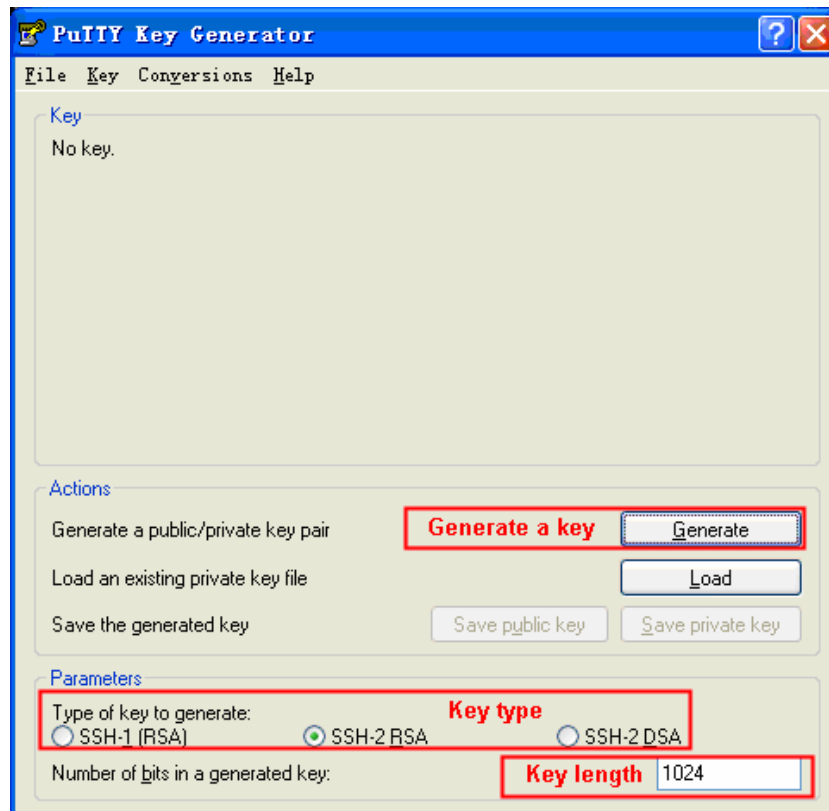 PuTTY Key Generator
File Key Conversions Help
Key
No key.
Actions
Generate a public/private key pair Generate a key Generate
Load an existing private key file Load
Save the generated key Save public key Save private key
Parameters
Type of key to generate: Key type
SSH-1 (RSA) SSH-2 RSA SSH-2 DSA
Number of bits in a generated key: Key length 1024